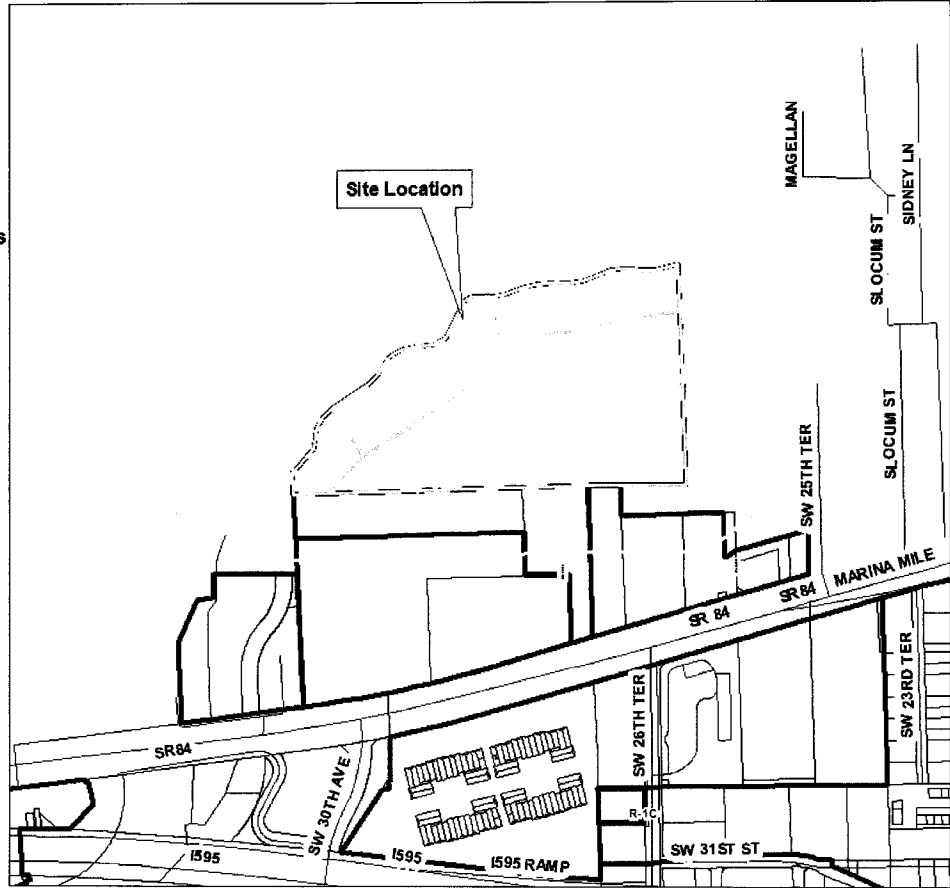 MAGELLAN
SIDNEY LN
Site Location
s
SLOCUM ST
SLOCUM ST
SW 25TH TER
MARINA MILE
SR 84
SR 84
SW 23RD TER
SW 26TH TER
SR84
SW 30TH AVE
R-1C
SW 31ST ST
I595
I595
I595 RAMP